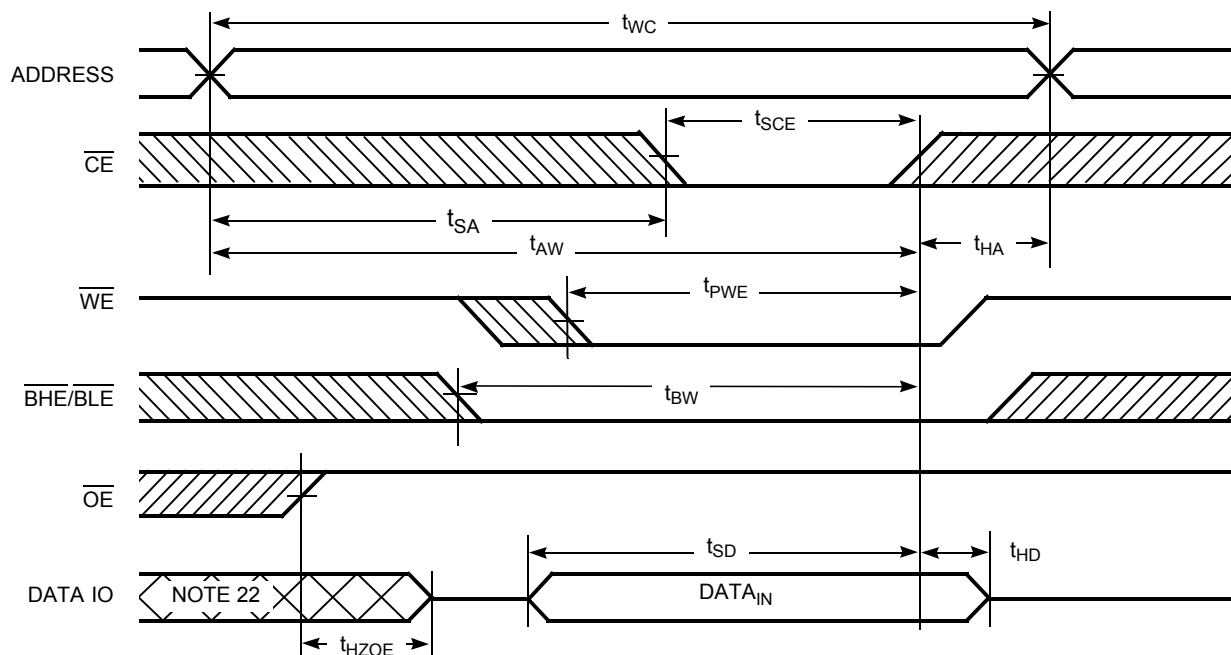 tWC
ADDRESS
tSCE
CE
tSA
tAW
tHA
tPWE
WE
BHE/BLE
tBW
OE
tSD
tHD
DATA IO
NOTE 22
DATAIN
tHZOE